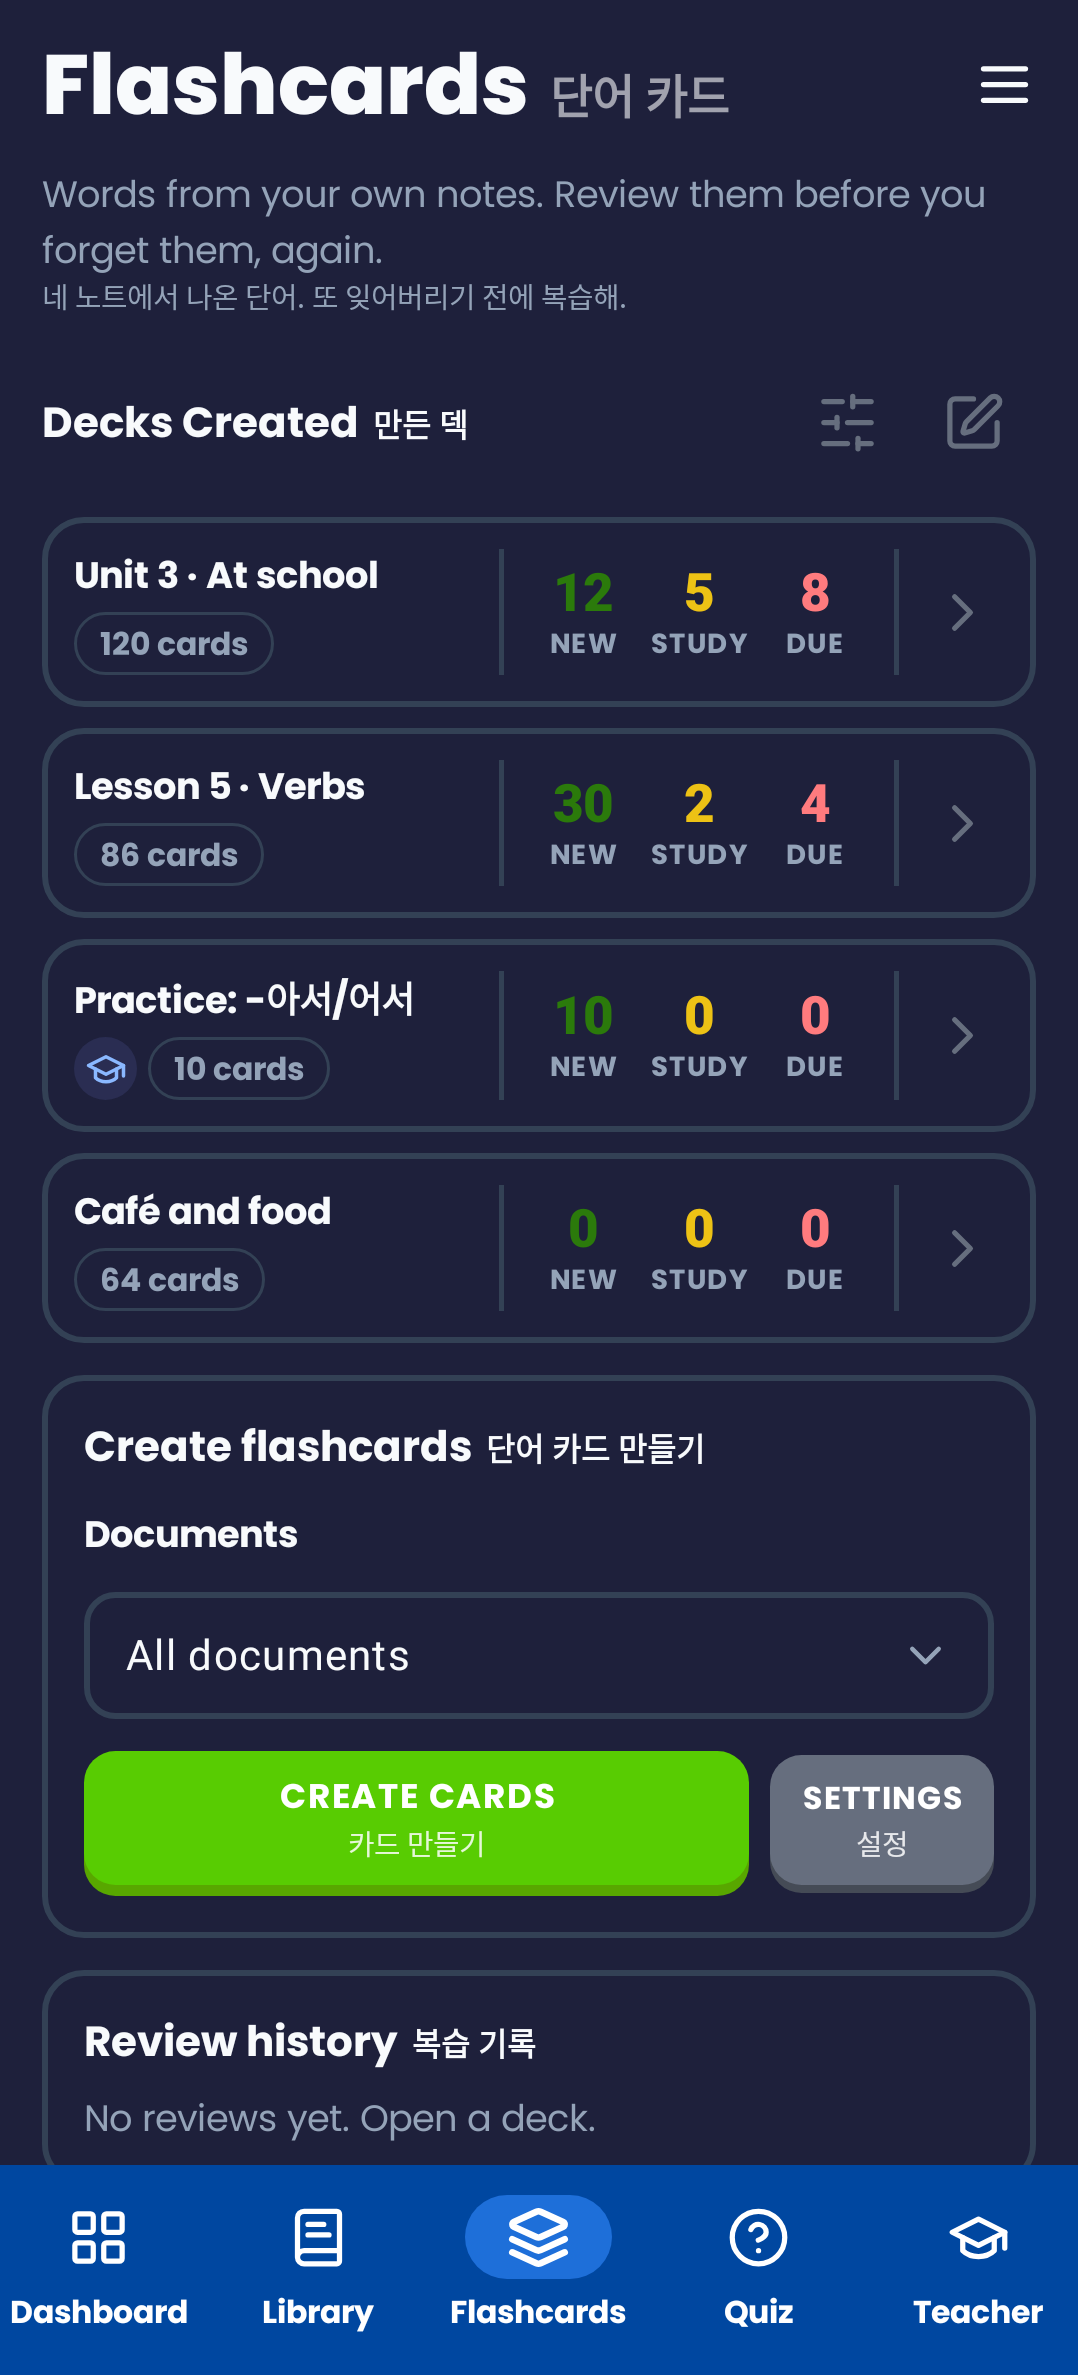 Flashcards 단어 카드
Words from your own notes. Review them before you
forget them, again.
네 노트에서 나온 단어. 또 잊어버리기 전에 복습해.
Decks Created 만든 덱
Unit 3 · At school
120 cards
12 5 8
NEW STUDY DUE
Lesson 5 · Verbs
86 cards
30 2 4
NEW STUDY DUE
Practice: -아서/어서
10 cards
10 0 0
NEW STUDY DUE
Café and food
64 cards
0 0 0
NEW STUDY DUE
Create flashcards 단어 카드 만들기
Documents
All documents
CREATE CARDS
카드 만들기
SETTINGS
설정
Review history 복습 기록
No reviews yet. Open a deck.
Dashboard Library Flashcards Quiz Teacher